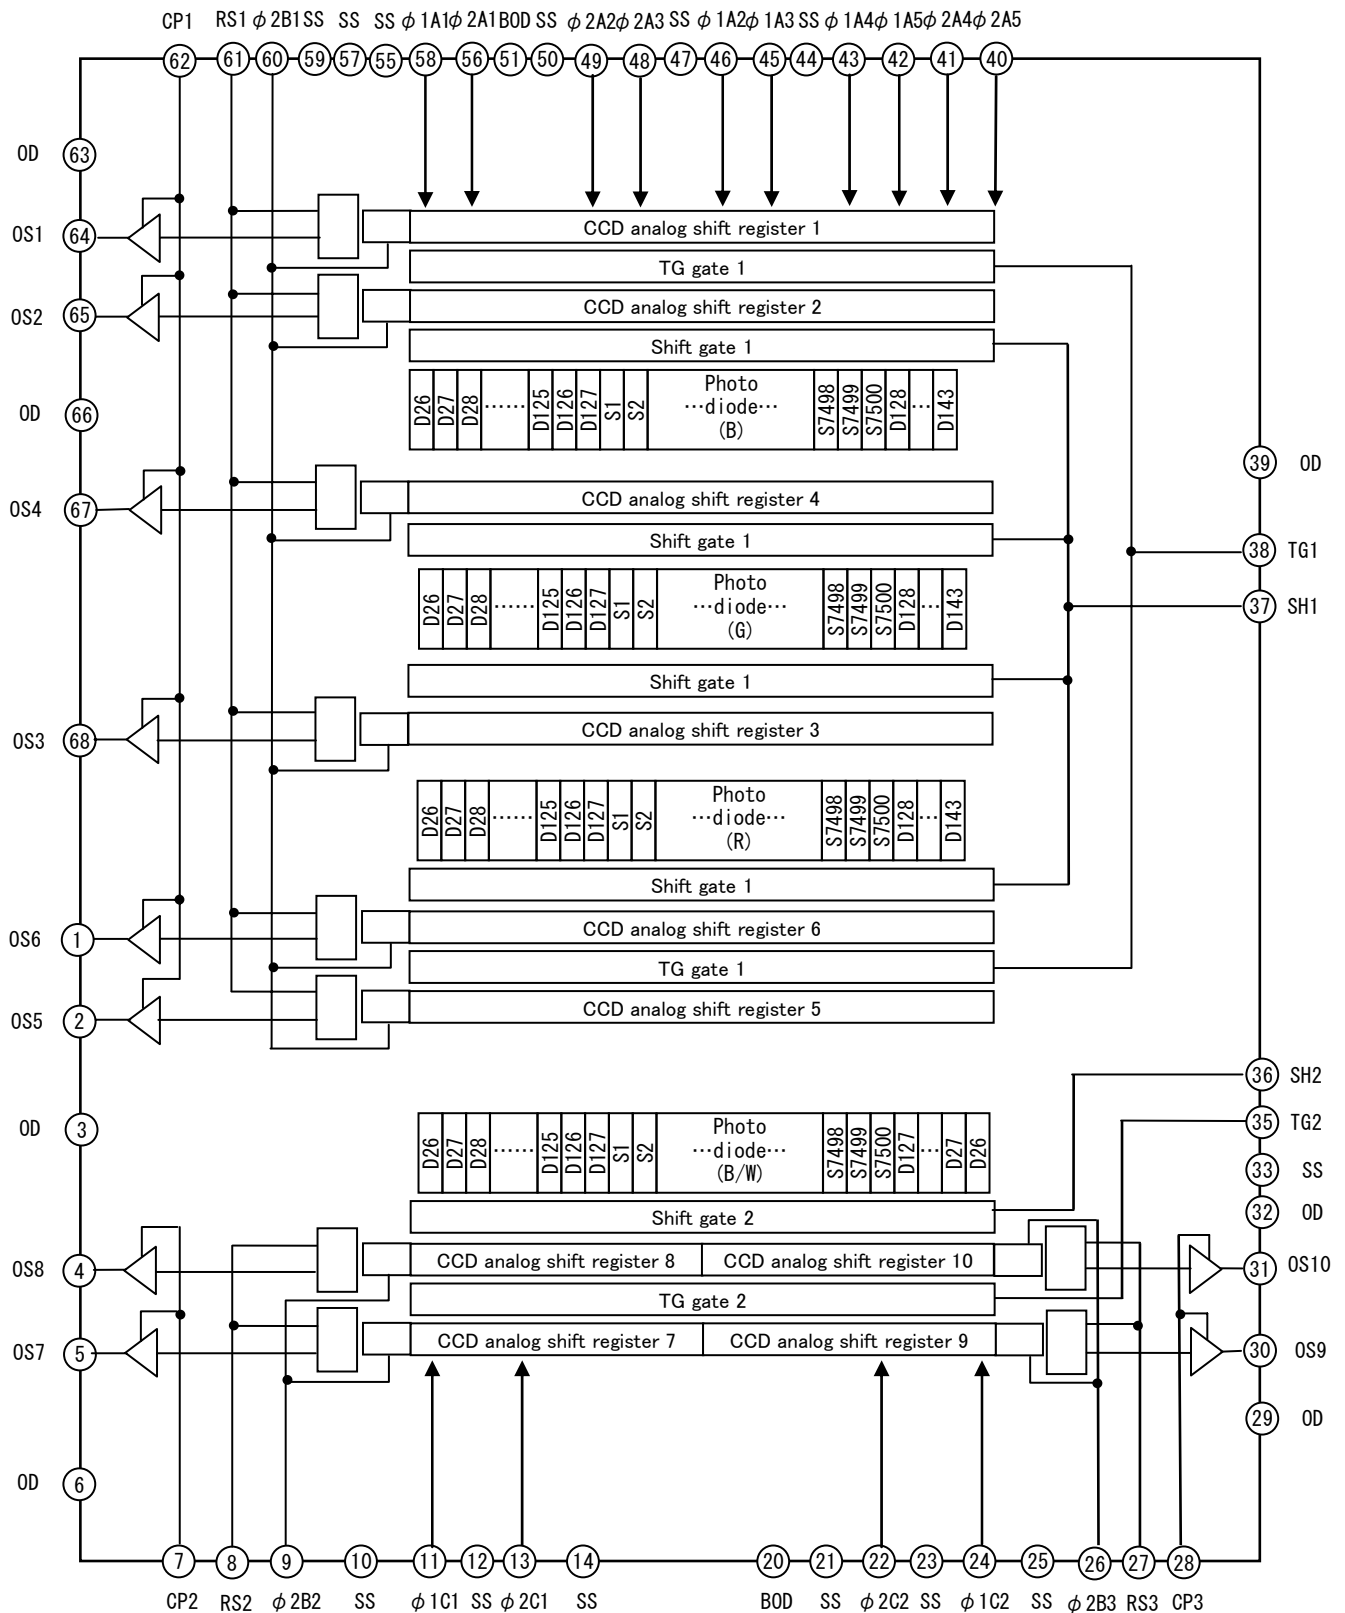 CP1 RS1 φ2B1 SS SS SS φ1A1 φ2A1 BOD SS φ2A2 φ2A3 SS φ1A2 φ1A3 SS φ1A4 φ1A5 φ2A4 φ2A5
62 61 60 59 57 55 58 56 51 50 49 48 47 46 45 44 43 42 41 40
OD 63
OS1 64
CCD analog shift register 1
TG gate 1
OS2 65
CCD analog shift register 2
Shift gate 1
OD 66
D26 D27 D28 ⋯⋯ D125 D126 D127 S1 S2
Photo
⋯diode⋯
(B)
S7498 S7499 S7500 D128 ⋯ D143
39 OD
OS4 67
CCD analog shift register 4
Shift gate 1
38 TG1
37 SH1
D26 D27 D28 ⋯⋯ D125 D126 D127 S1 S2
Photo
⋯diode⋯
(G)
S7498 S7499 S7500 D128 ⋯ D143
Shift gate 1
OS3 68
CCD analog shift register 3
D26 D27 D28 ⋯⋯ D125 D126 D127 S1 S2
Photo
⋯diode⋯
(R)
S7498 S7499 S7500 D128 ⋯ D143
Shift gate 1
OS6 1
CCD analog shift register 6
TG gate 1
OS5 2
CCD analog shift register 5
36 SH2
OD 3
35 TG2
D26 D27 D28 ⋯⋯ D125 D126 D127 S1 S2
Photo
⋯diode⋯
(B/W)
S7498 S7499 S7500 D127 ⋯ D27 D26
33 SS
32 OD
Shift gate 2
OS8 4
CCD analog shift register 8 CCD analog shift register 10
31 OS10
TG gate 2
OS7 5
CCD analog shift register 7 CCD analog shift register 9
30 OS9
29 OD
OD 6
7 8 9 10 11 12 13 14 20 21 22 23 24 25 26 27 28
CP2 RS2 φ2B2 SS φ1C1 SS φ2C1 SS BOD SS φ2C2 SS φ1C2 SS φ2B3 RS3 CP3